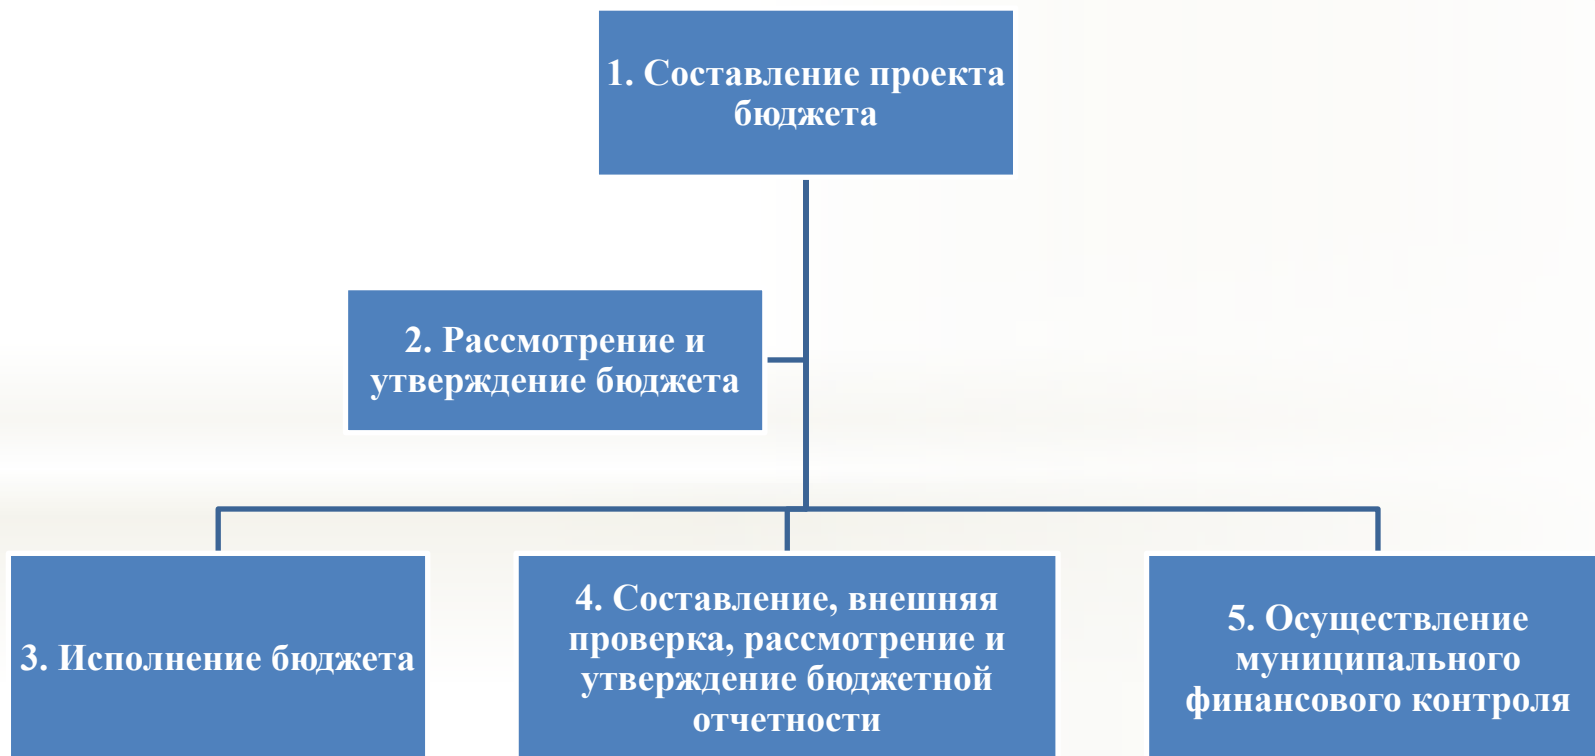 1. Составление проекта
бюджета
2. Рассмотрение и
утверждение бюджета
3. Исполнение бюджета
4. Составление, внешняя
проверка, рассмотрение и
утверждение бюджетной
отчетности
5. Осуществление
муниципального
финансового контроля